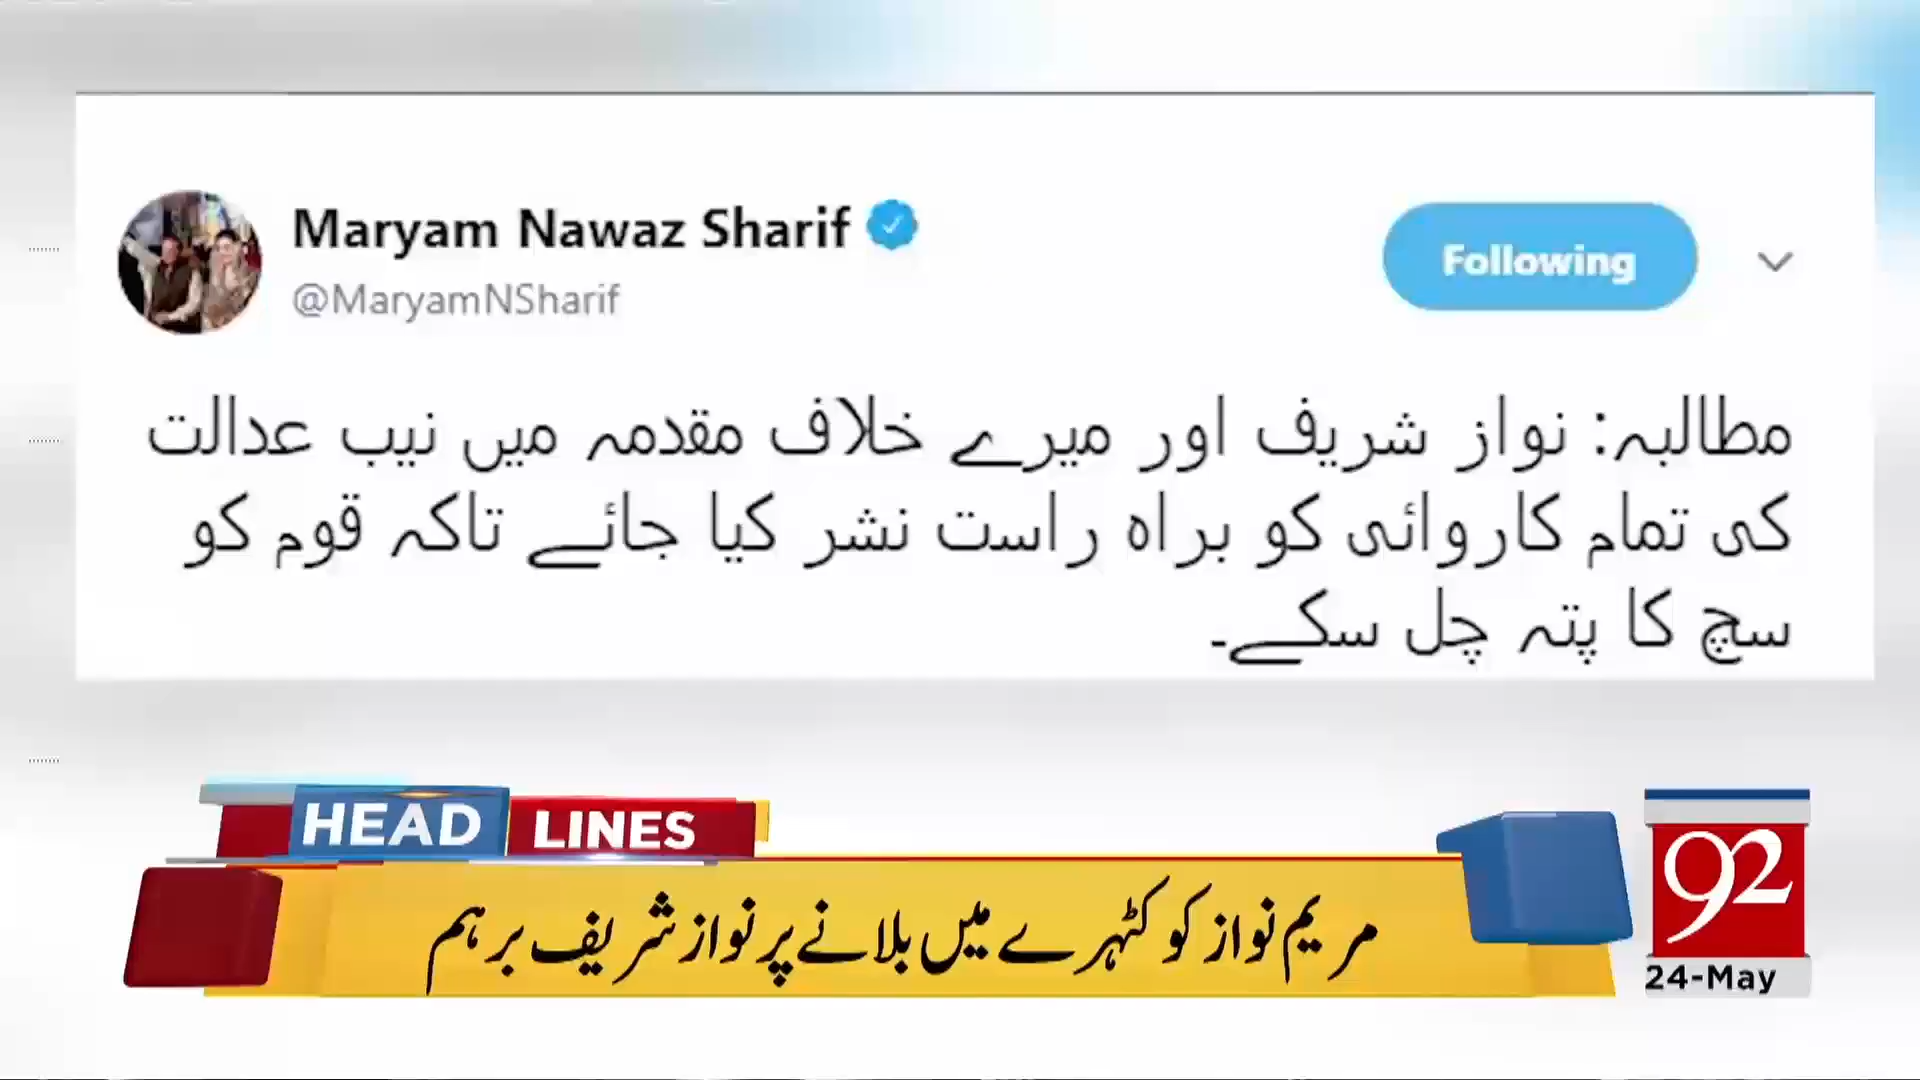 Maryam Nawaz Sharif
@MaryamNSharif
Following
مطالبہ: نواز شریف اور میرے خلاف مقدمہ میں نیب عدالت
کی تمام کاروائی کو براہ راست نشر کیا جائے تاکہ قوم کو
سچ کا پتہ چل سکے۔
HEAD LINES
مریم نواز کو کٹہرے میں بلانے پر نواز شریف برہم
92
24-May